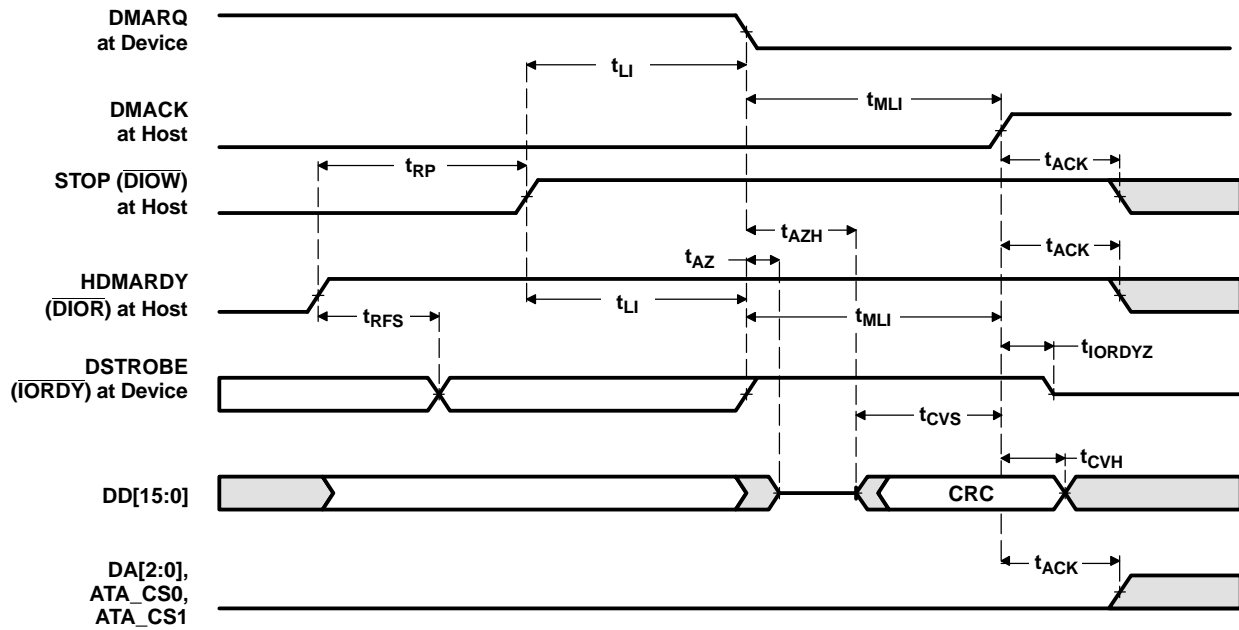 DMARQ
at Device
tLI
tMLI
DMACK
at Host
tRP
tACK
STOP (DIOW)
at Host
tAZH
tACK
tAZ
HDMARDY
(DIOR) at Host
tLI
tMLI
tRFS
tIORDYZ
DSTROBE
(IORDY) at Device
tCVS
tCVH
DD[15:0]
CRC
tACK
DA[2:0],
ATA_CS0,
ATA_CS1